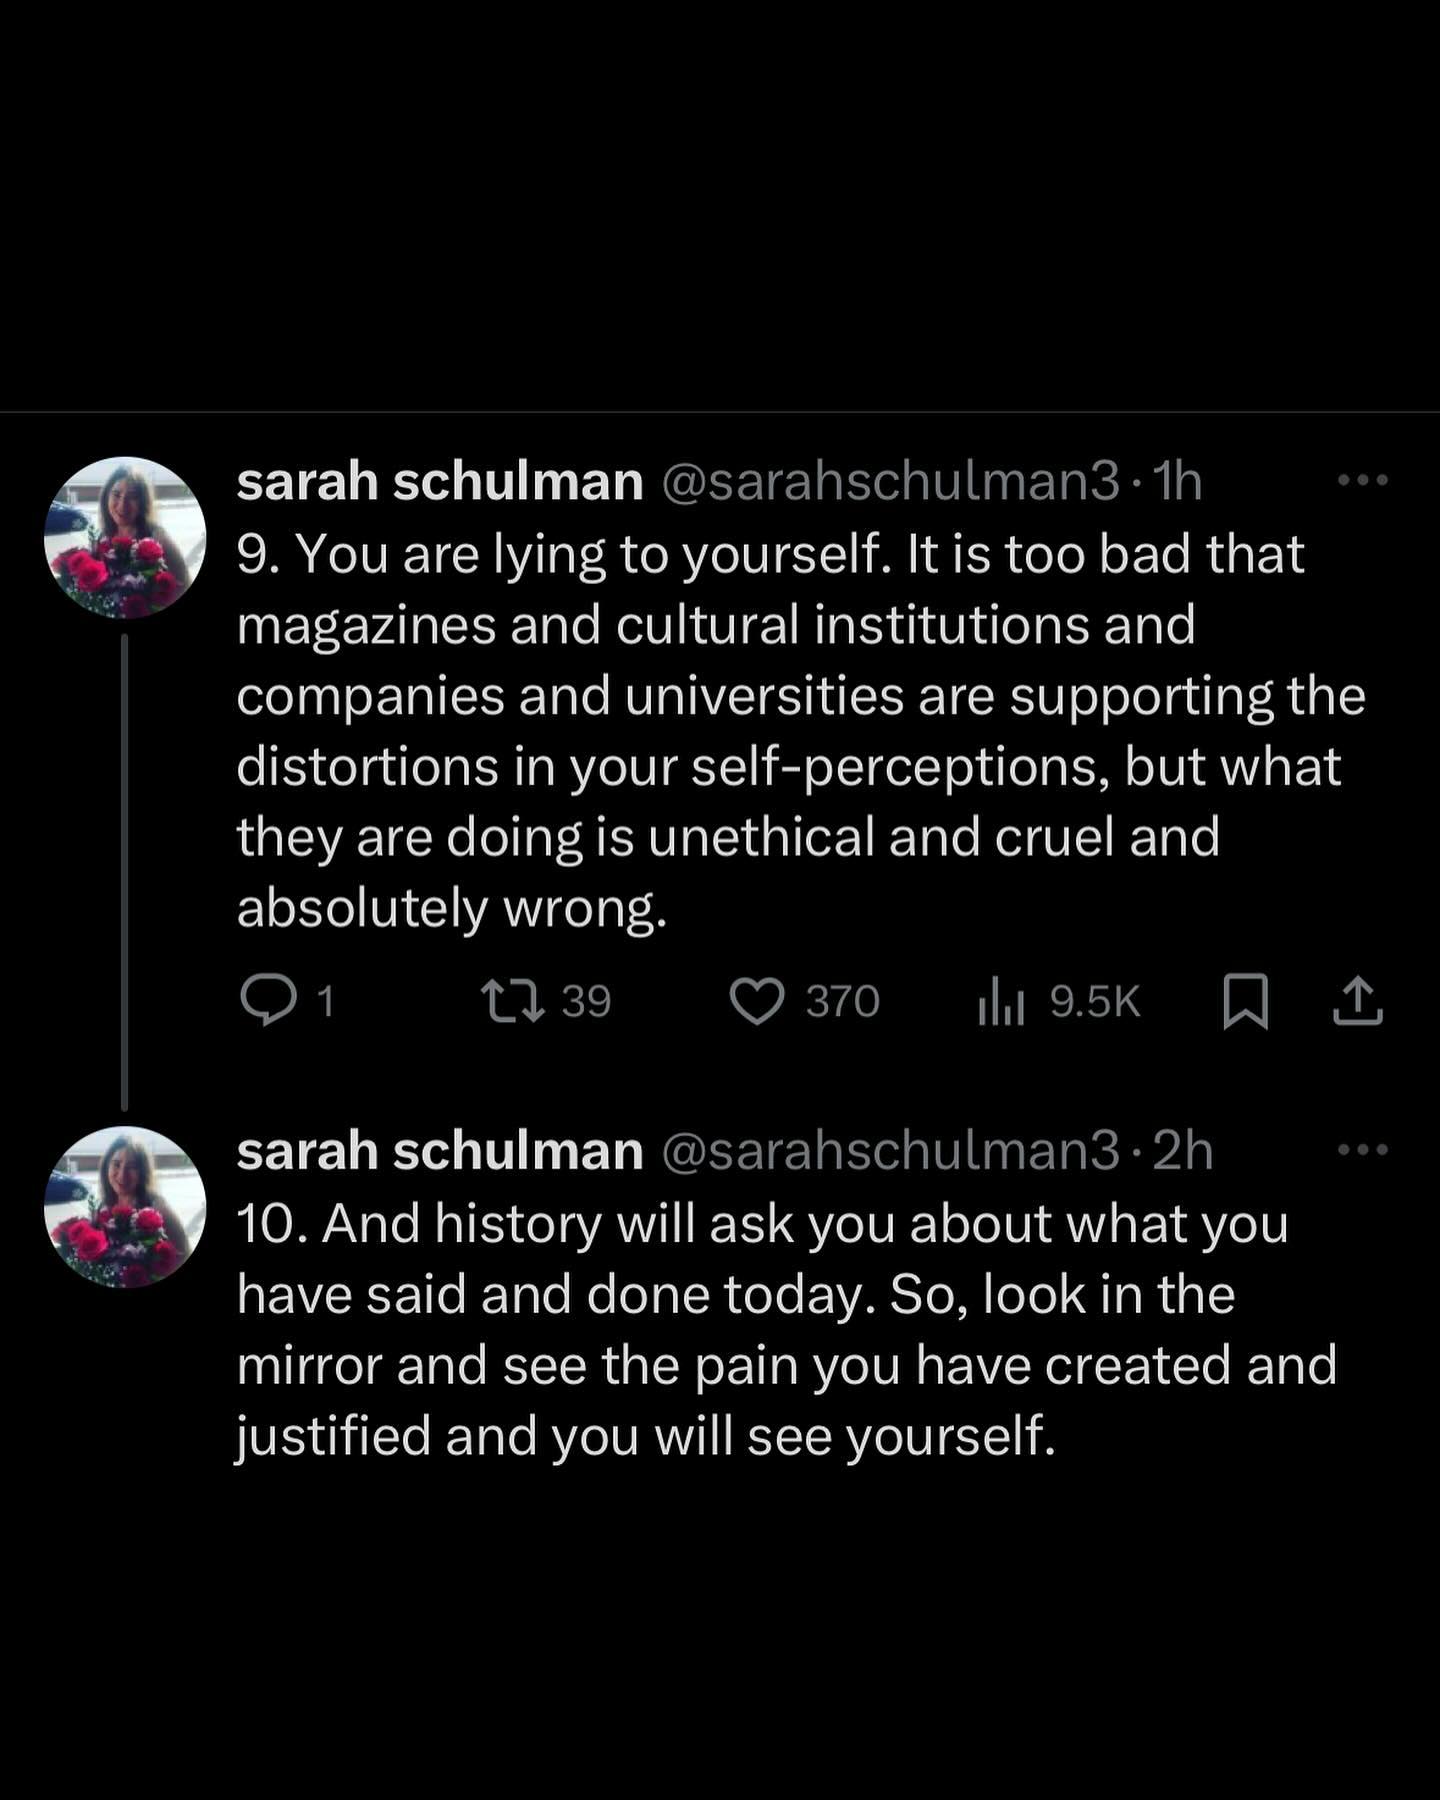 sarah schulman @sarahschulman3 · 1h
9. You are lying to yourself. It is too bad that
magazines and cultural institutions and
companies and universities are supporting the
distortions in your self-perceptions, but what
they are doing is unethical and cruel and
absolutely wrong.
1 39 370 9.5K
sarah schulman @sarahschulman3 · 2h
10. And history will ask you about what you
have said and done today. So, look in the
mirror and see the pain you have created and
justified and you will see yourself.